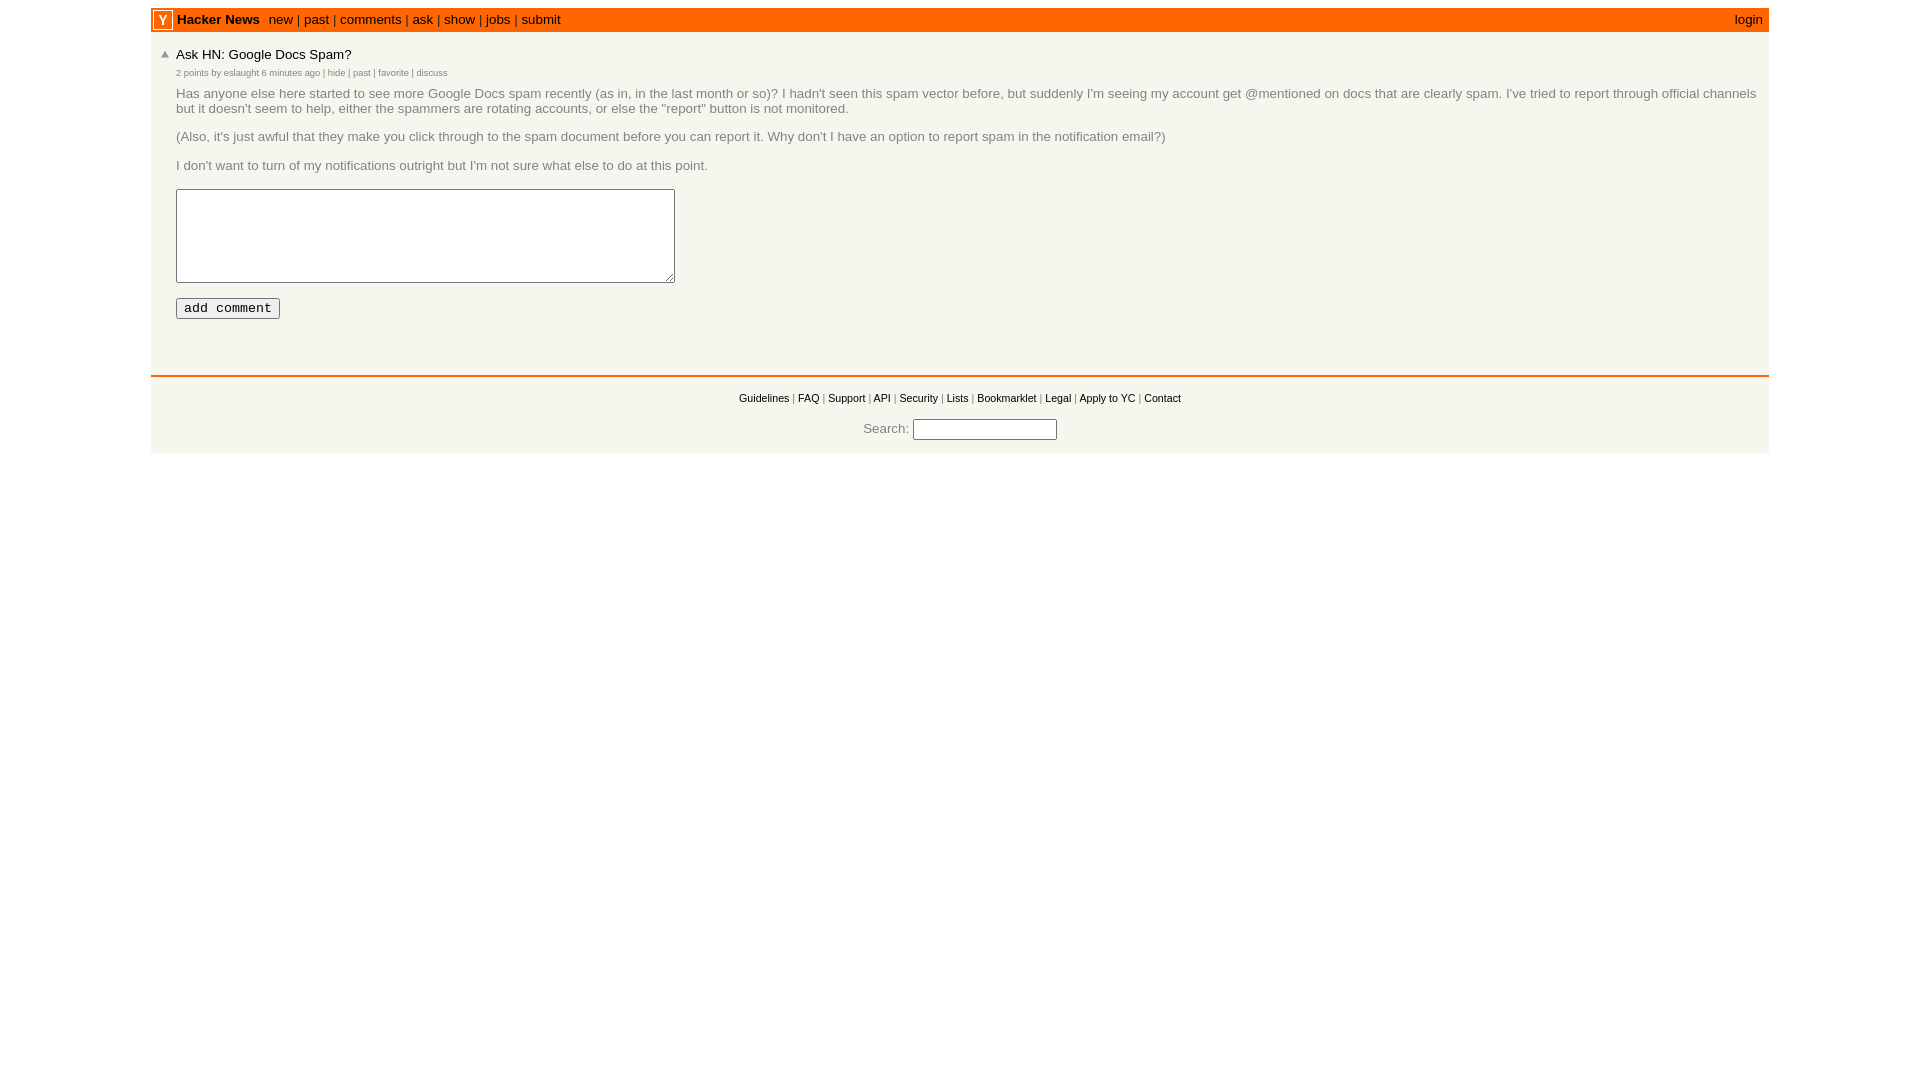 Y Hacker News new | past | comments | ask | show | jobs | submit login
Ask HN: Google Docs Spam?
2 points by eslaught 6 minutes ago | hide | past | favorite | discuss
Has anyone else here started to see more Google Docs spam recently (as in, in the last month or so)? I hadn't seen this spam vector before, but suddenly I'm seeing my account get @mentioned on docs that are clearly spam. I've tried to report through official channels
but it doesn't seem to help, either the spammers are rotating accounts, or else the "report" button is not monitored.
(Also, it's just awful that they make you click through to the spam document before you can report it. Why don't I have an option to report spam in the notification email?)
I don't want to turn of my notifications outright but I'm not sure what else to do at this point.
add comment
Guidelines | FAQ | Support | API | Security | Lists | Bookmarklet | Legal | Apply to YC | Contact
Search: